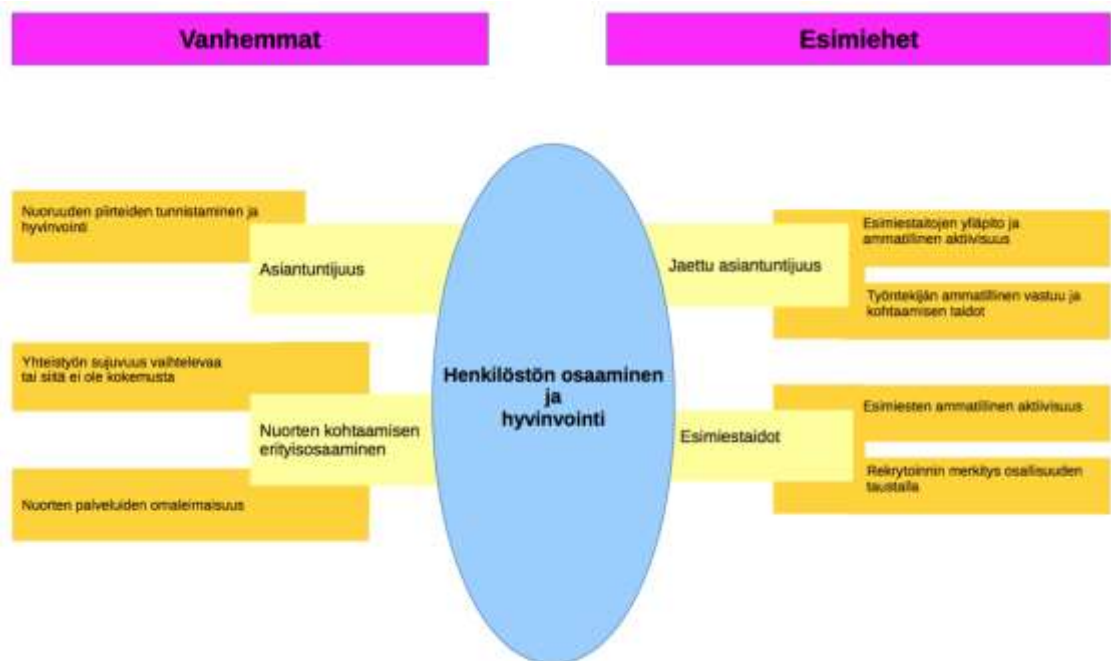 Vanhemmat
Esimiehet
Nuoruuden piirteiden tunnistaminen ja
hyvinvointi
Asiantuntijuus
Yhteistyön sujuvuus vaihtelevaa
tai siitä ei ole kokemusta
Nuorten kohtaamisen
erityisosaaminen
Nuorten palveluiden omaleimaisuus
Henkilöstön osaaminen
ja
hyvinvointi
Esimiestaitojen ylläpito ja
ammatillinen aktiivisuus
Jaettu asiantuntijuus
Työntekijän ammatillinen vastuu ja
kohtaamisen taidot
Esimiesten ammatillinen aktiivisuus
Esimiestaidot
Rekrytoinnin merkitys osallisuuden
taustalla